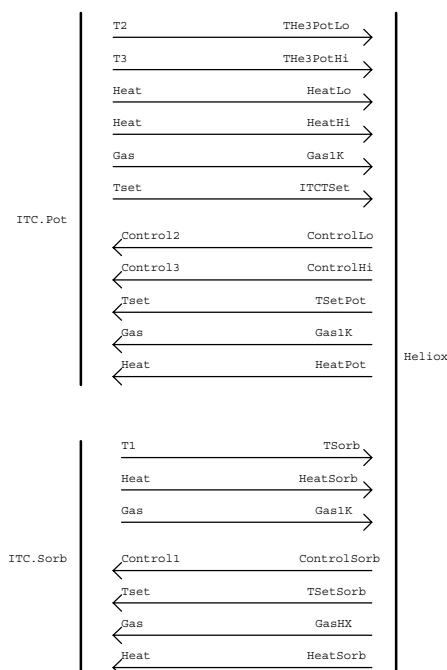 T2 THe3PotLo
T3 THe3PotHi
Heat HeatLo
Heat HeatHi
Gas Gas1K
Tset ITCTSet
ITC.Pot
Control2 ControlLo
Control3 ControlHi
Tset TSetPot
Gas Gas1K
Heliox
Heat HeatPot
T1 TSorb
Heat HeatSorb
Gas Gas1K
ITC.Sorb
Control1 ControlSorb
Tset TSetSorb
Gas GasHX
Heat HeatSorb